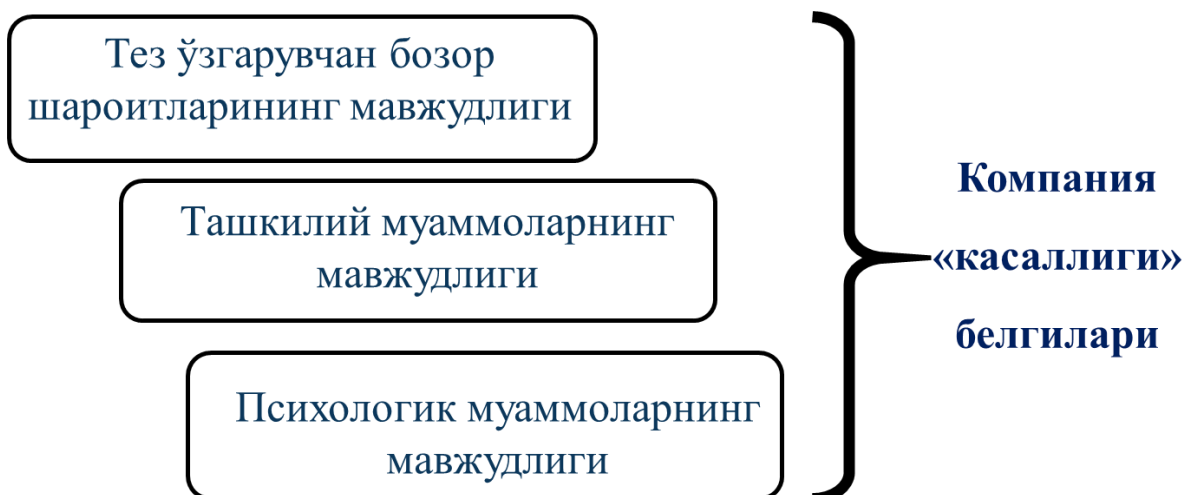 Тез ўзгарувчан бозор
шароитларининг мавжудлиги
Ташкилий муаммоларнинг
мавжудлиги
Психологик муаммоларнинг
мавжудлиги
Компания
«касаллиги»
белгилари